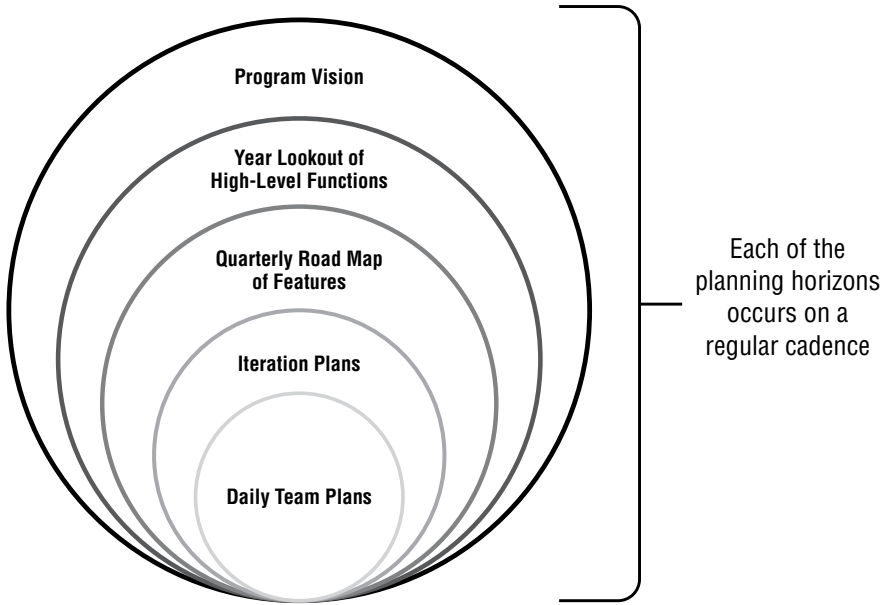 Program Vision
Year Lookout of
High-Level Functions
Quarterly Road Map
of Features
Iteration Plans
Daily Team Plans
Each of the
planning horizons
occurs on a
regular cadence